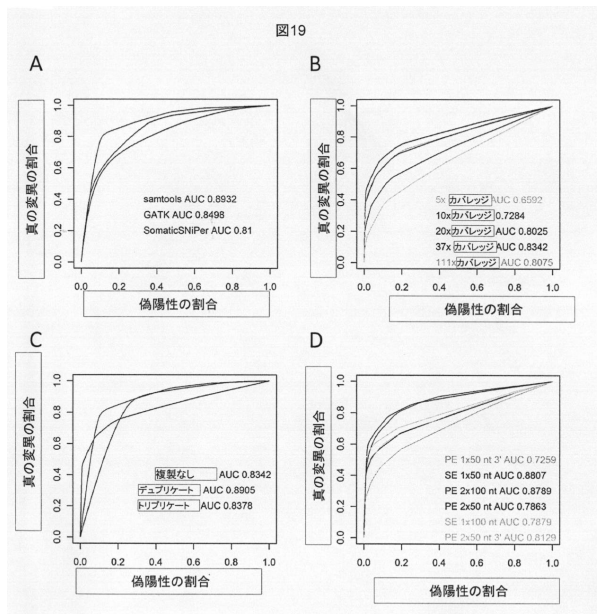 図19
A
真の変異の割合
1.0
0.8
0.6
0.4
0.2
0.0
samtools AUC 0.8932
GATK AUC 0.8498
SomaticSNiPer AUC 0.81
0.0 0.2 0.4 0.6 0.8 1.0
偽陽性の割合
B
真の変異の割合
1.0
0.8
0.6
0.4
0.2
0.0
5x カバレッジ AUC 0.6592
10x カバレッジ 0.7284
20x カバレッジ AUC 0.8025
37x カバレッジ AUC 0.8342
111x カバレッジ AUC 0.8075
0.0 0.2 0.4 0.6 0.8 1.0
偽陽性の割合
C
真の変異の割合
1.0
0.8
0.6
0.4
0.2
0.0
複製なし AUC 0.8342
デュプリケート AUC 0.8905
トリプリケート AUC 0.8378
0.0 0.2 0.4 0.6 0.8 1.0
偽陽性の割合
D
真の変異の割合
1.0
0.8
0.6
0.4
0.2
0.0
PE 1x50 nt 3' AUC 0.7259
SE 1x50 nt AUC 0.8807
PE 2x100 nt AUC 0.8789
PE 2x50 nt AUC 0.7863
SE 1x100 nt AUC 0.7879
PE 2x50 nt 3' AUC 0.8129
0.0 0.2 0.4 0.6 0.8 1.0
偽陽性の割合